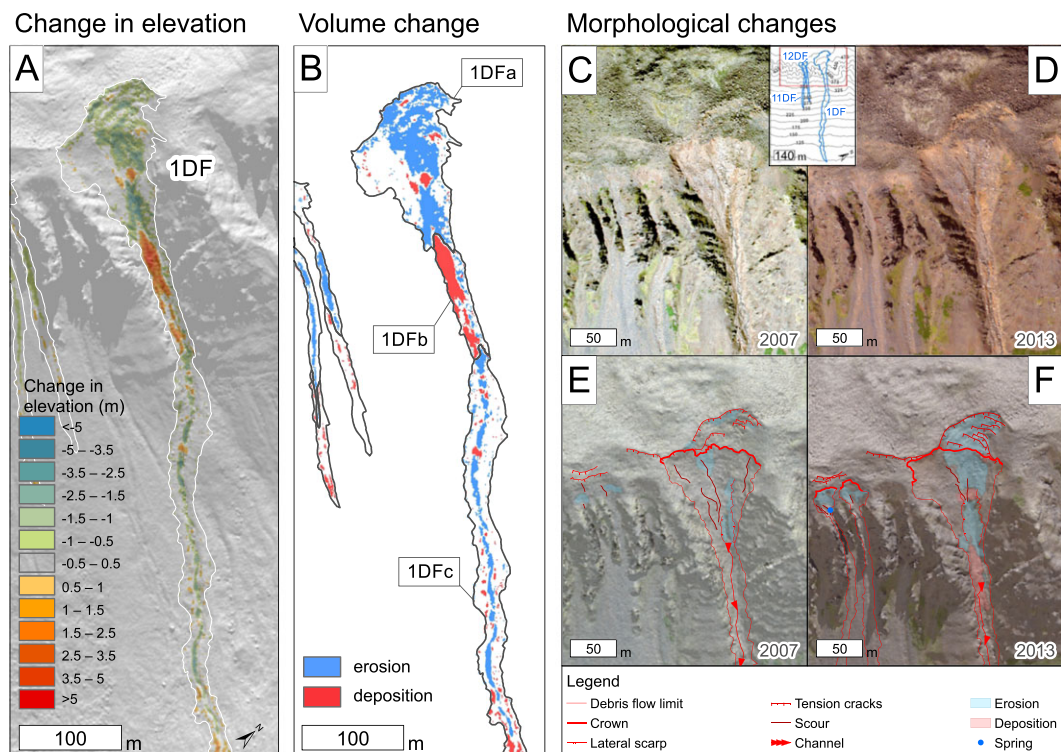 Change in elevation
Volume change
Morphological changes
A
1DF
Change in
elevation (m)
<-5
-5 – -3.5
-3.5 – -2.5
-2.5 – -1.5
-1.5 – -1
-1 – -0.5
-0.5 – 0.5
0.5 – 1
1 – 1.5
1.5 – 2.5
2.5 – 3.5
3.5 – 5
>5
100 m
N
B
1DFa
1DFb
1DFc
erosion
deposition
100 m
C
12DF
11DF
1DF
140 m
50 m
2007
D
50 m
2013
E
50 m
2007
F
50 m
2013
Legend
Debris flow limit
Crown
Lateral scarp
Tension cracks
Scour
Channel
Erosion
Deposition
Spring